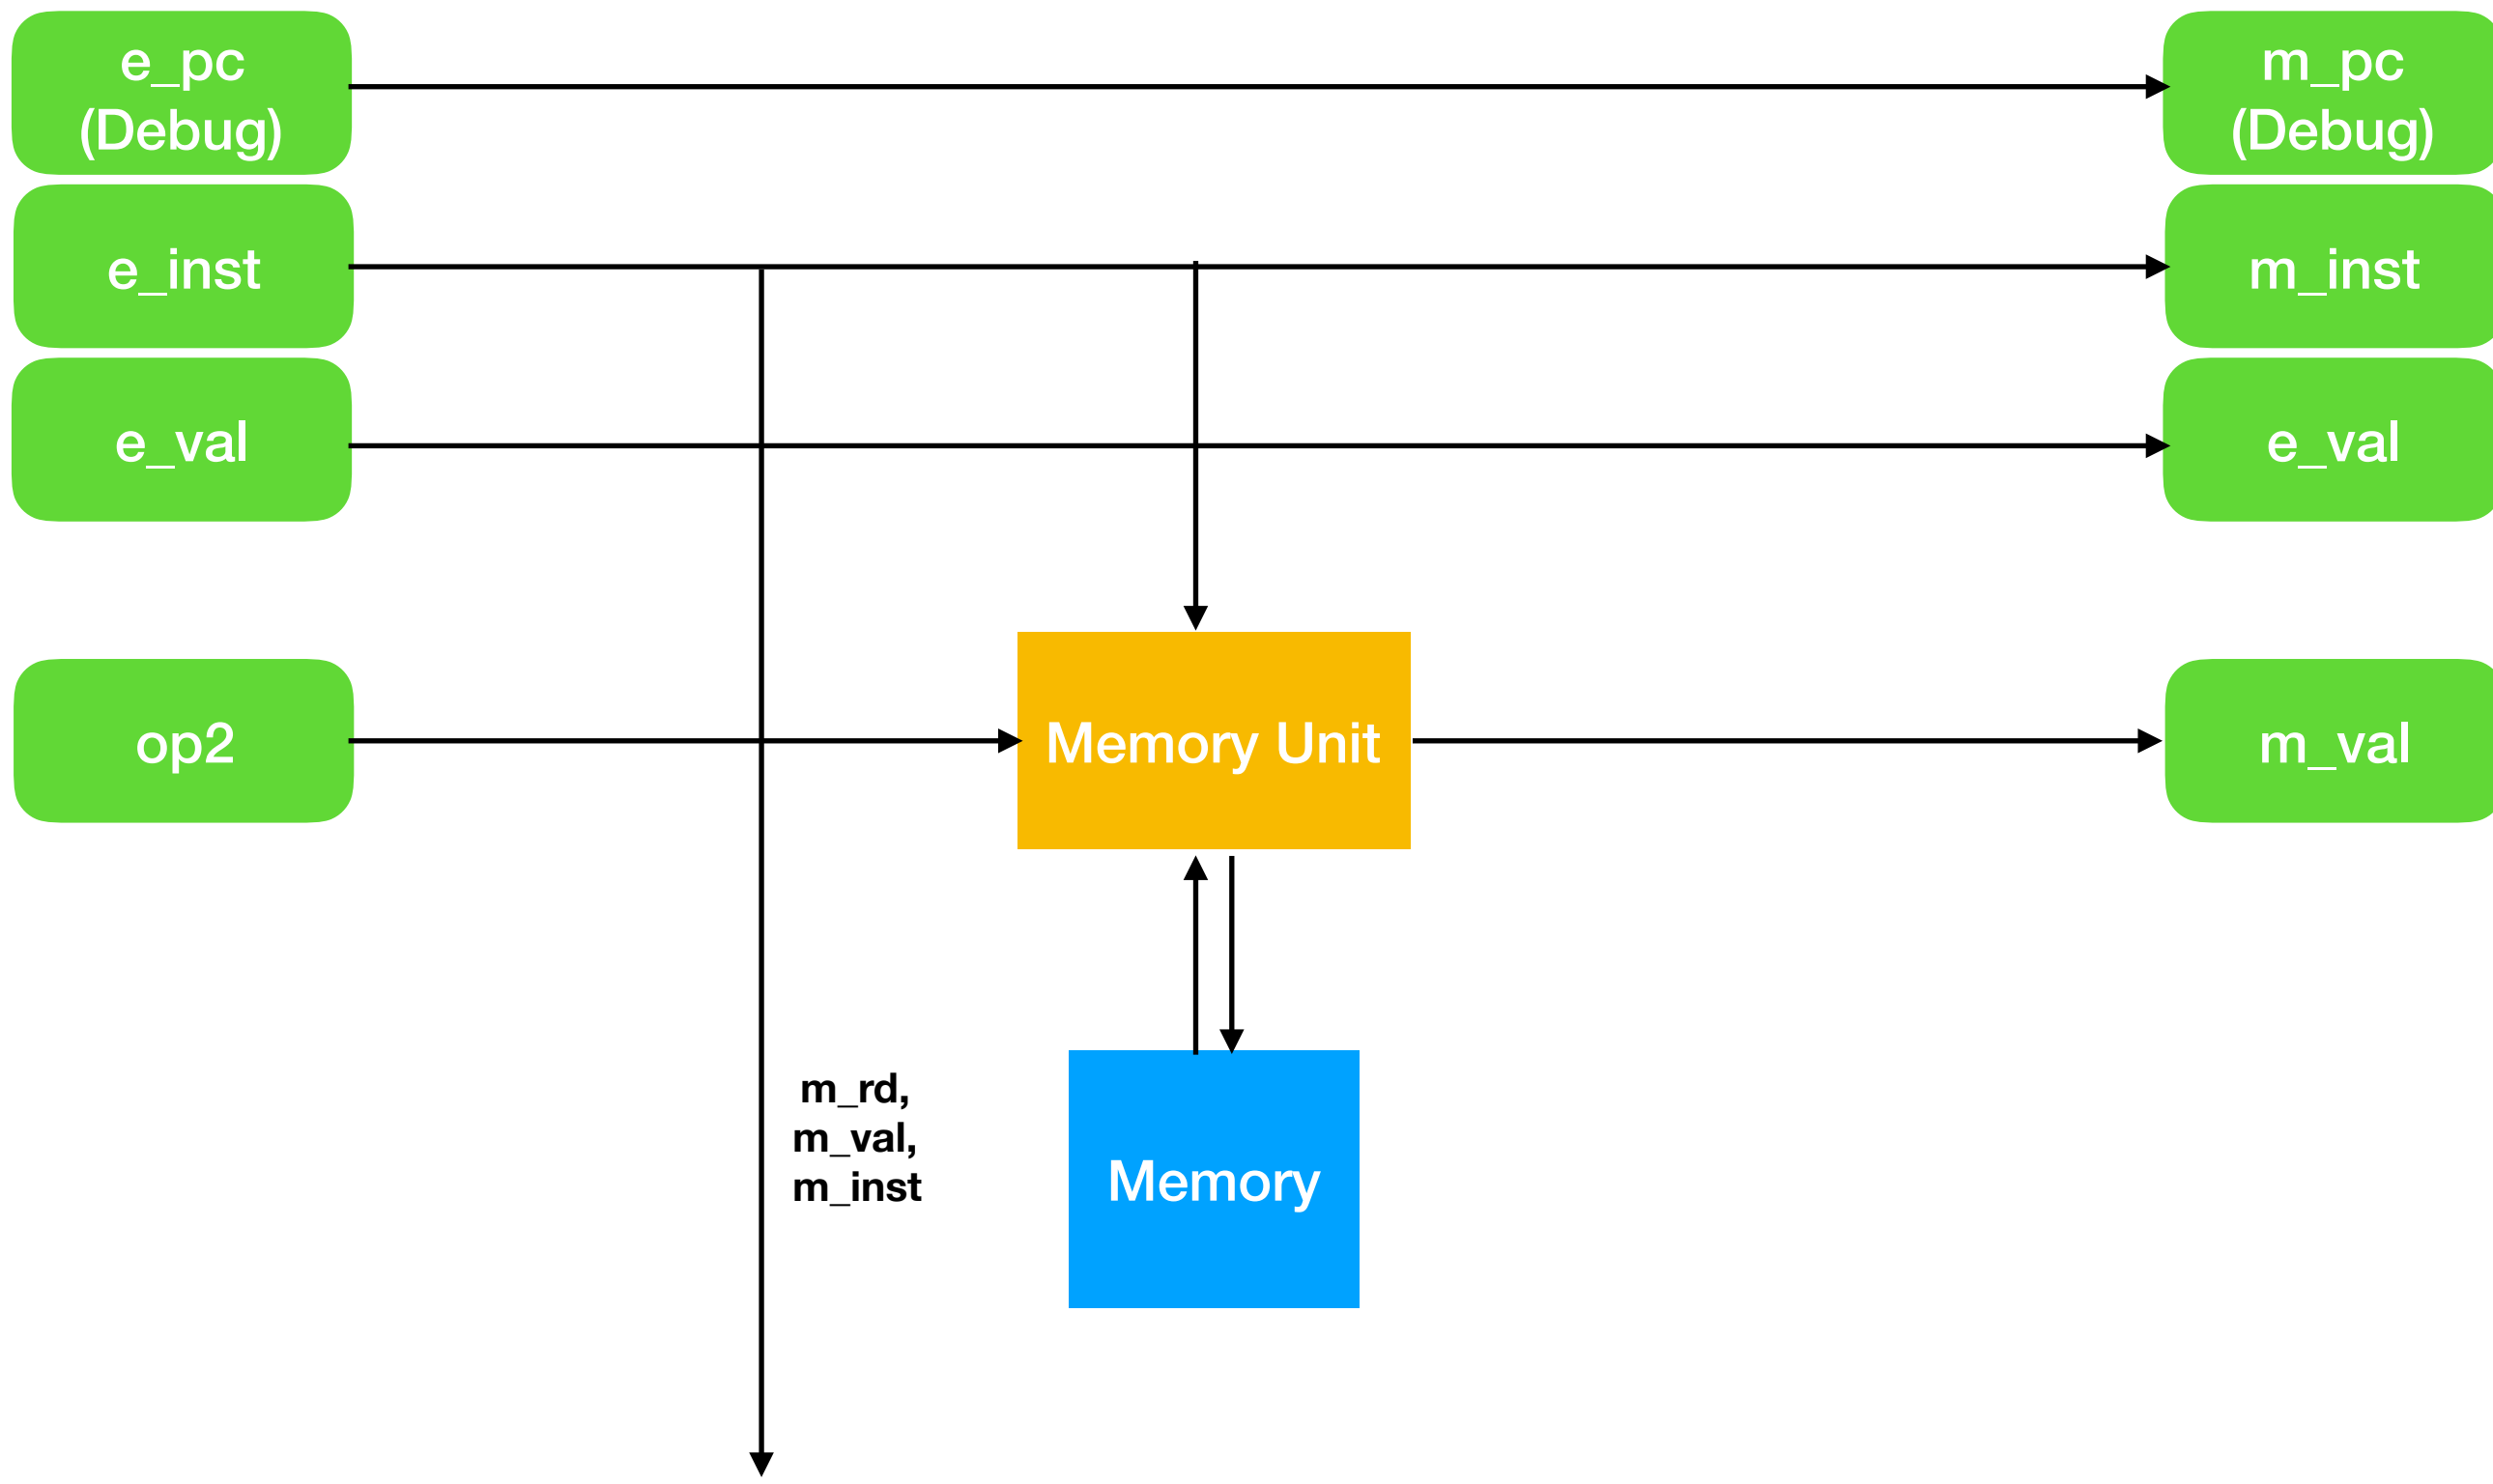 e_pc
(Debug)
m_pc
(Debug)
e_inst
m_inst
e_val
e_val
op2
Memory Unit
m_val
m_rd,
m_val,
m_inst
Memory